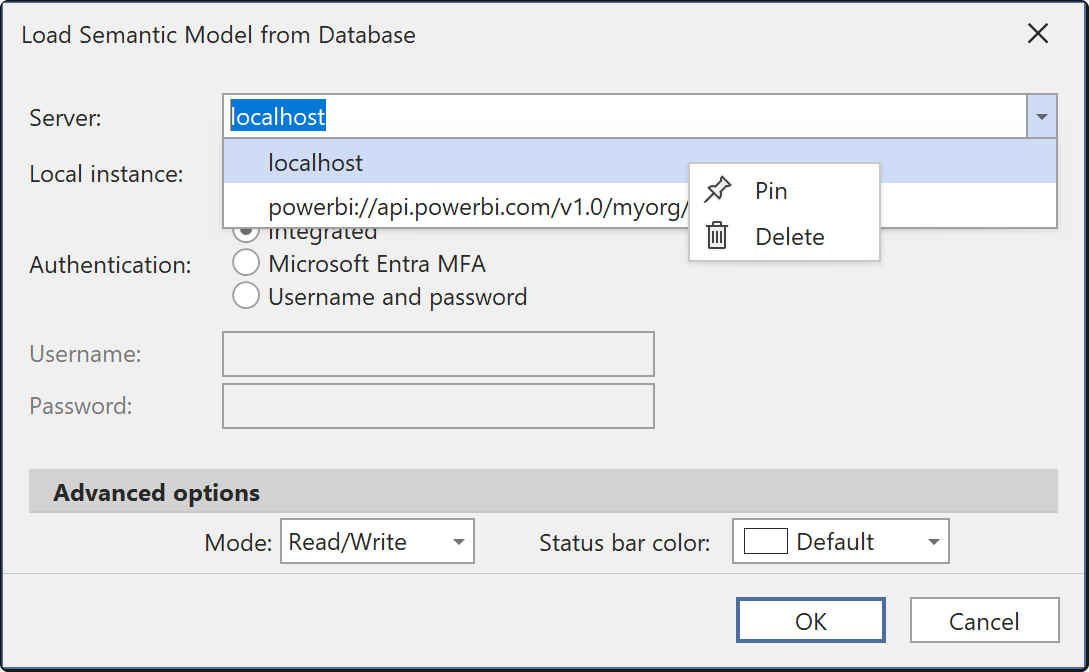 Load Semantic Model from Database
Server:
localhost
localhost
Local instance:
powerbi://api.powerbi.com/v1.0/myorg/
Pin
Delete
Integrated
Authentication:
Microsoft Entra MFA
Username and password
Username:
Password:
Advanced options
Mode:
Read/Write
Status bar color:
Default
OK
Cancel